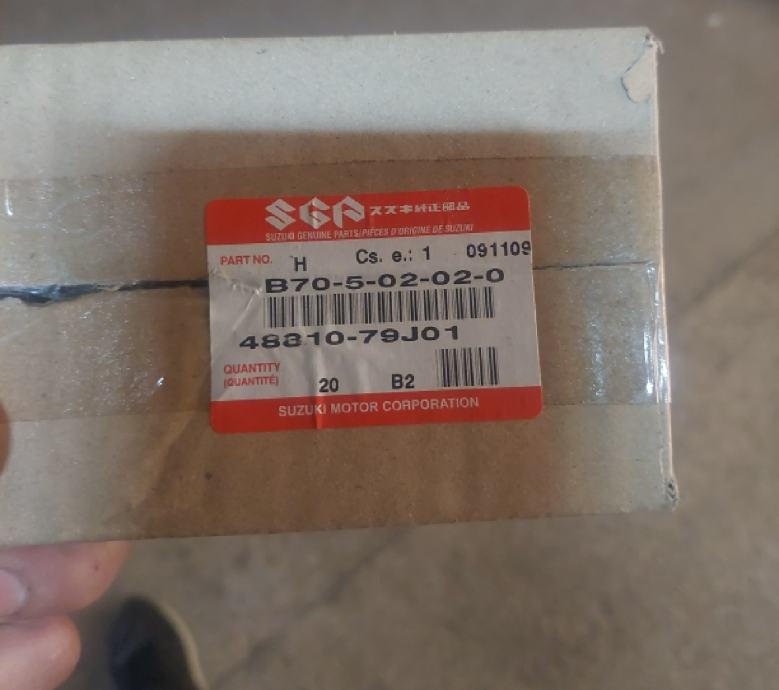 SGP スズキ純正部品
SUZUKI GENUINE PARTS/PIÈCES D'ORIGINE DE SUZUKI
PART NO. H Cs. e.: 1 091109
B70-5-02-02-0
48810-79J01
QUANTITY
(QUANTITÉ) 20 B2
SUZUKI MOTOR CORPORATION